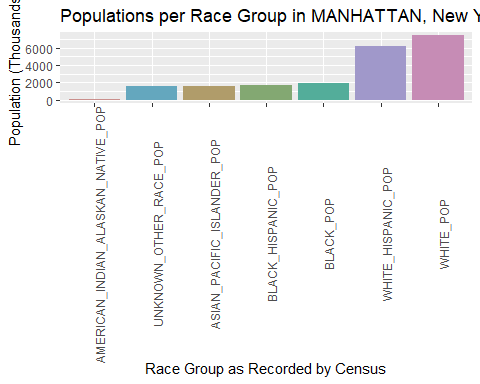 Populations per Race Group in MANHATTAN, New Y
Population (Thousands
6000
4000
2000
0
AMERICAN_INDIAN_ALASKAN_NATIVE_POP
UNKNOWN_OTHER_RACE_POP
ASIAN_PACIFIC_ISLANDER_POP
BLACK_HISPANIC_POP
BLACK_POP
WHITE_HISPANIC_POP
WHITE_POP
Race Group as Recorded by Census